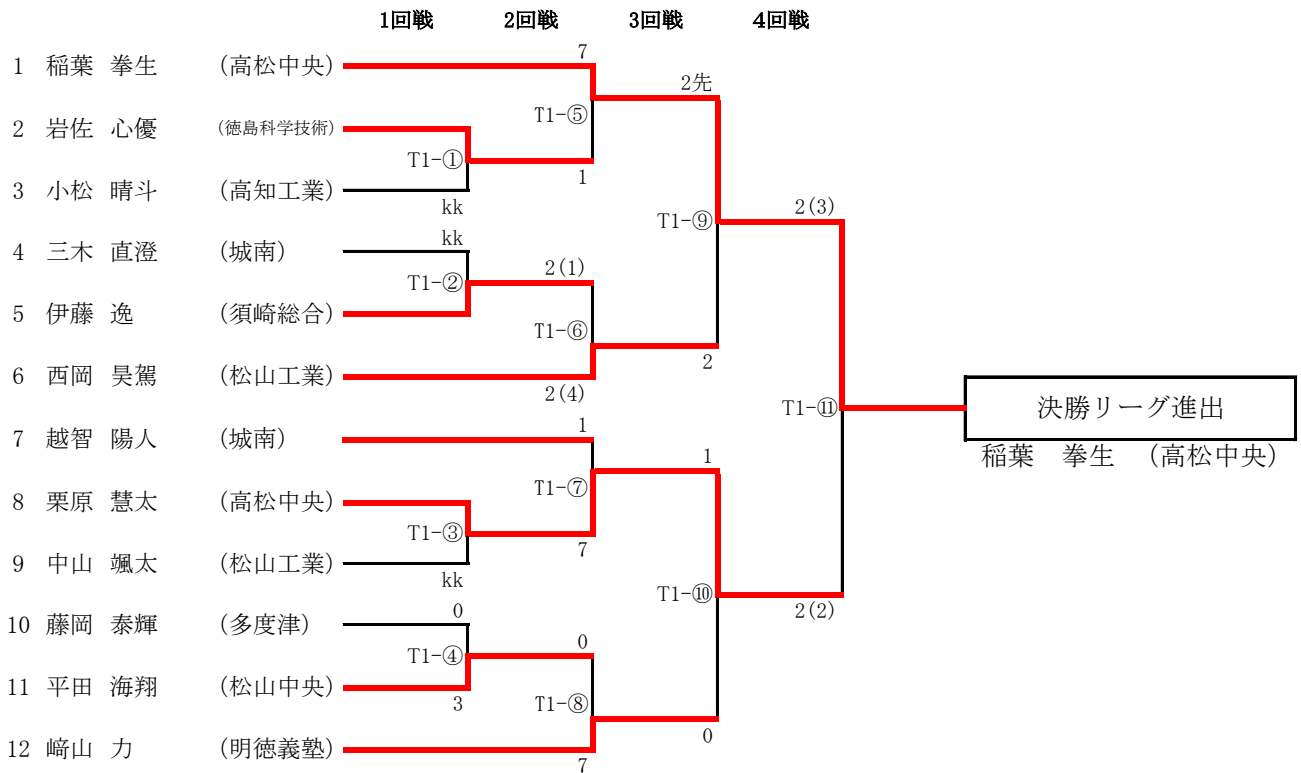 1回戦 2回戦 3回戦 4回戦
7
1 稲葉 拳生 (高松中央)
2先
T1-⑤
2 岩佐 心優 (徳島科学技術)
T1-①
1
3 小松 晴斗 (高知工業)
kk
2(3)
T1-⑨
kk
4 三木 直澄 (城南)
2(1)
T1-②
5 伊藤 逸 (須崎総合)
T1-⑥
2
6 西岡 昊駕 (松山工業)
2(4)
T1-⑪
決勝リーグ進出
稲葉 拳生 (高松中央)
1
7 越智 陽人 (城南)
1
T1-⑦
8 栗原 慧太 (高松中央)
T1-③
7
9 中山 颯太 (松山工業)
kk
T1-⑩
2(2)
0
10 藤岡 泰輝 (多度津)
0
T1-④
11 平田 海翔 (松山中央)
3
T1-⑧
0
12 﨑山 力 (明徳義塾)
7